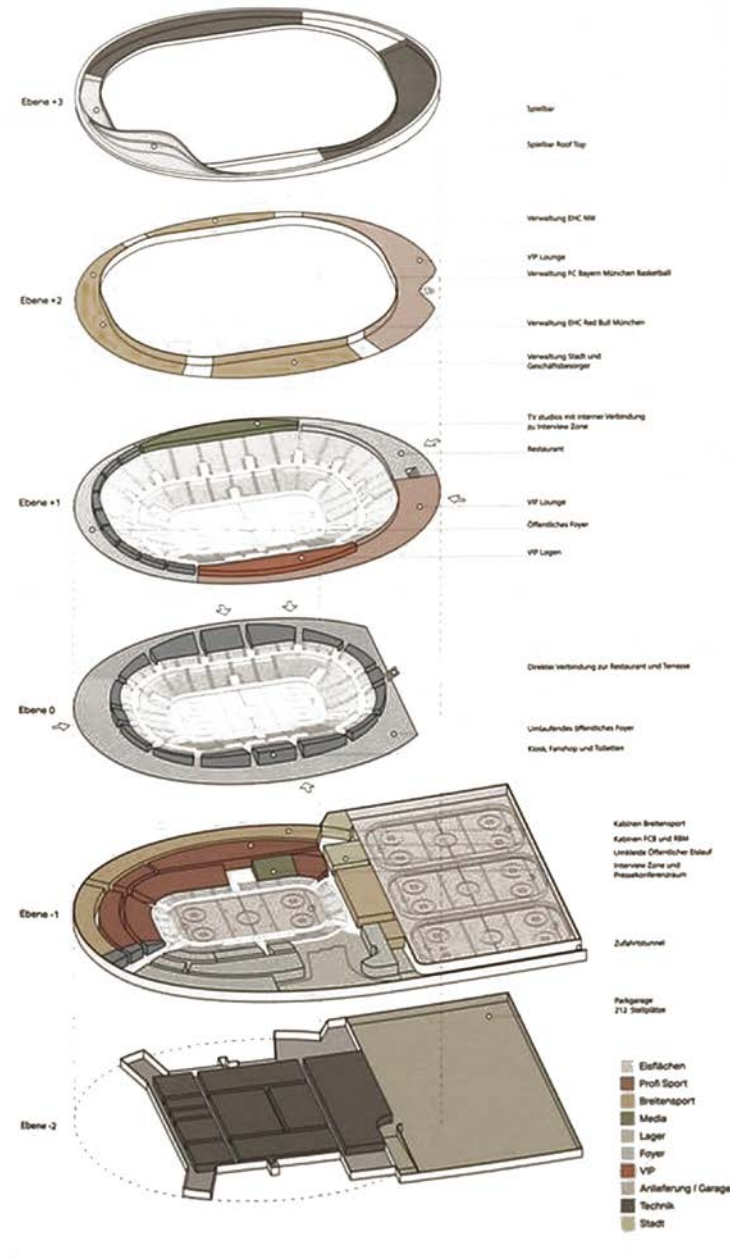 Ebene +3
Spielbar
Spielbar Roof Top
Ebene +2
Verwaltung EHC NW
VIP Lounge
Verwaltung FC Bayern München Basketball
Verwaltung EHC Red Bull München
Verwaltung Stadt und
Geschäftsbesorger
Ebene +1
TV studios mit interner Verbindung
zu Interview Zone
Restaurant
VIP Lounge
Öffentliches Foyer
VIP Logen
Ebene 0
Direkte Verbindung zur Restaurant und Terrasse
Umlaufendes öffentliches Foyer
Kiosk, Fanshop und Toiletten
Ebene -1
Kabinen Breitensport
Kabinen FCB und RBM
Umkleide Öffentlicher Eislauf
Interview Zone und
Pressekonferenzraum
Zufahrtstunnel
Ebene -2
Parkgarage
212 Stellplätze
Eisflächen
Profi Sport
Breitensport
Media
Lager
Foyer
VIP
Anlieferung / Garage
Technik
Stadt